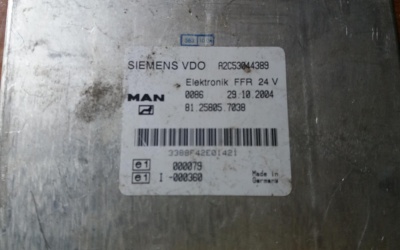 SIEMENS VDO A2C53044389
Elektronik FFR 24 V
0086 29.10.2004
MAN 81.25805.7038
3388F42E01421
e1 000079
e1 I -000360
Made in
Germany